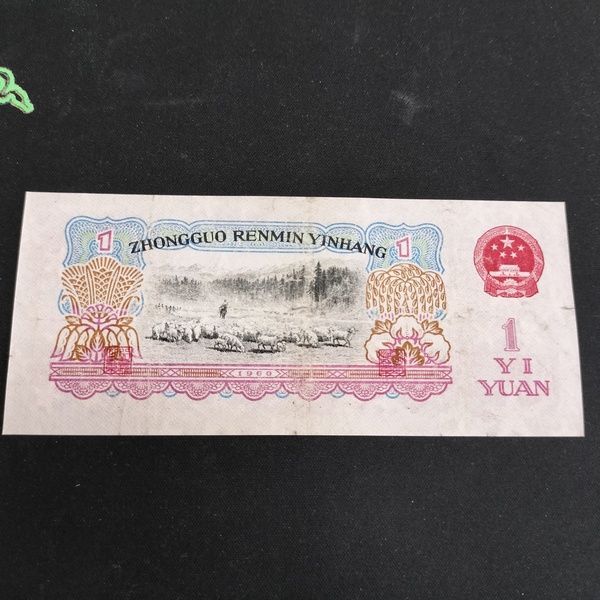 1
ZHONGGUO RENMIN YINHANG
1
1960
1
YI
YUAN